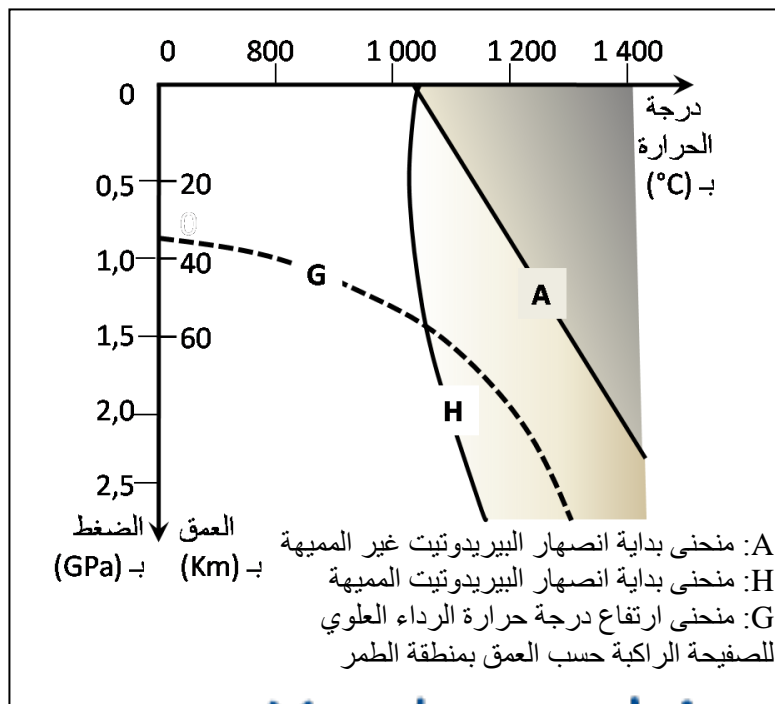 0 800 1 000 1 200 1 400
درجة
الحرارة
بـ (°C)
0
0,5 20
0
1,0 40
G
A
1,5 60
H
2,0
2,5
الضغط العمق
بـ (GPa) بـ (Km)
A: منحنى بداية انصهار البيريدوتيت غير المميهة
H: منحنى بداية انصهار البيريدوتيت المميهة
G: منحنى ارتفاع درجة حرارة الرداء العلوي
للصفيحة الراكبة حسب العمق بمنطقة الطمر